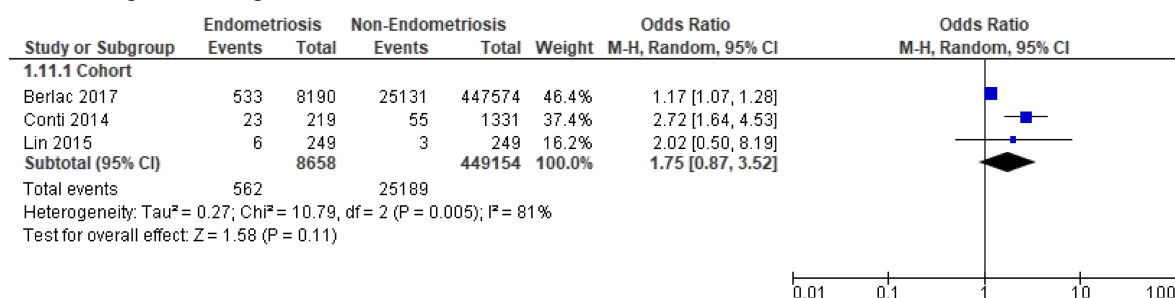 Endometriosis Non-Endometriosis Odds Ratio Odds Ratio
Study or Subgroup Events Total Events Total Weight M-H, Random, 95% CI M-H, Random, 95% CI
1.11.1 Cohort
Berlac 2017 533 8190 25131 447574 46.4% 1.17 [1.07, 1.28]
Conti 2014 23 219 55 1331 37.4% 2.72 [1.64, 4.53]
Lin 2015 6 249 3 249 16.2% 2.02 [0.50, 8.19]
Subtotal (95% CI) 8658 449154 100.0% 1.75 [0.87, 3.52]
Total events 562 25189
Heterogeneity: Tau² = 0.27; Chi² = 10.79, df = 2 (P = 0.005); I² = 81%
Test for overall effect: Z = 1.58 (P = 0.11)
0.01 0.1 1 10 100